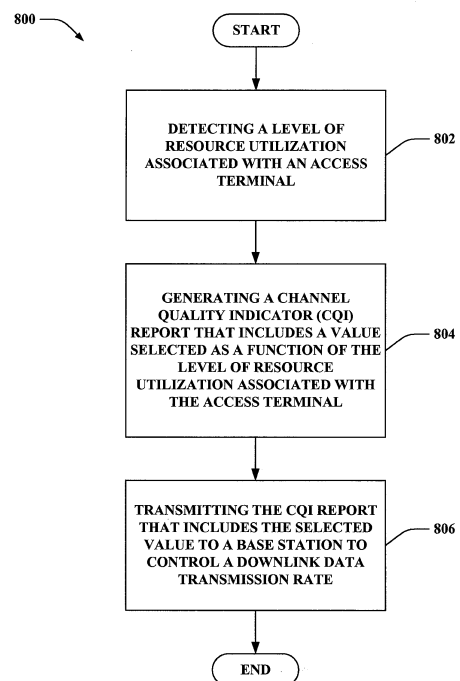 800
START
DETECTING A LEVEL OF
RESOURCE UTILIZATION
ASSOCIATED WITH AN ACCESS
TERMINAL
802
GENERATING A CHANNEL
QUALITY INDICATOR (CQI)
REPORT THAT INCLUDES A VALUE
SELECTED AS A FUNCTION OF THE
LEVEL OF RESOURCE
UTILIZATION ASSOCIATED WITH
THE ACCESS TERMINAL
804
TRANSMITTING THE CQI REPORT
THAT INCLUDES THE SELECTED
VALUE TO A BASE STATION TO
CONTROL A DOWNLINK DATA
TRANSMISSION RATE
806
END